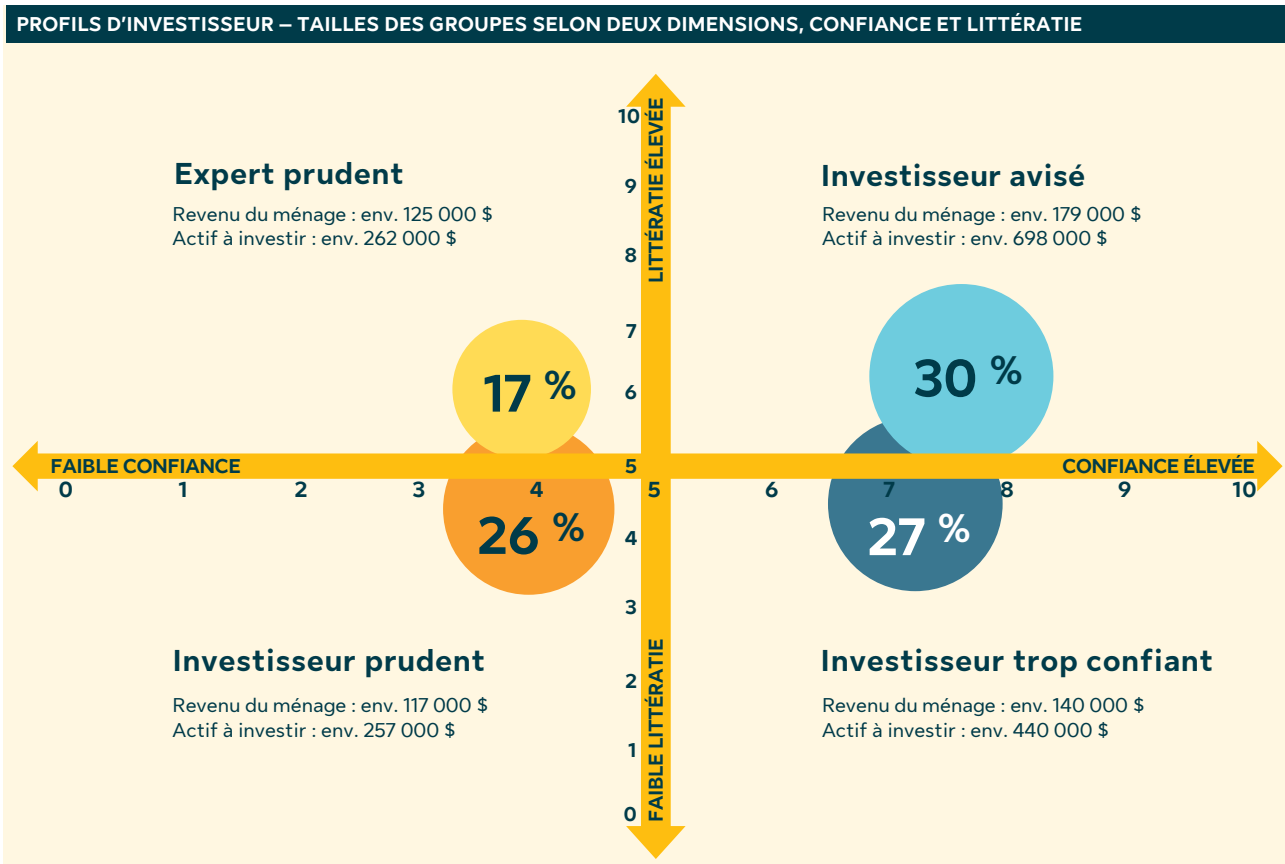 PROFILS D'INVESTISSEUR – TAILLES DES GROUPES SELON DEUX DIMENSIONS, CONFIANCE ET LITTÉRATIE
Expert prudent
Revenu du ménage : env. 125 000 $
Actif à investir : env. 262 000 $
Investisseur avisé
Revenu du ménage : env. 179 000 $
Actif à investir : env. 698 000 $
LITTÉRATIE ÉLEVÉE
10
9
8
7
6
5
4
3
2
1
0
17 %
30 %
FAIBLE CONFIANCE
CONFIANCE ÉLEVÉE
0 1 2 3 4 5 6 7 8 9 10
26 %
27 %
FAIBLE LITTÉRATIE
Investisseur prudent
Revenu du ménage : env. 117 000 $
Actif à investir : env. 257 000 $
Investisseur trop confiant
Revenu du ménage : env. 140 000 $
Actif à investir : env. 440 000 $